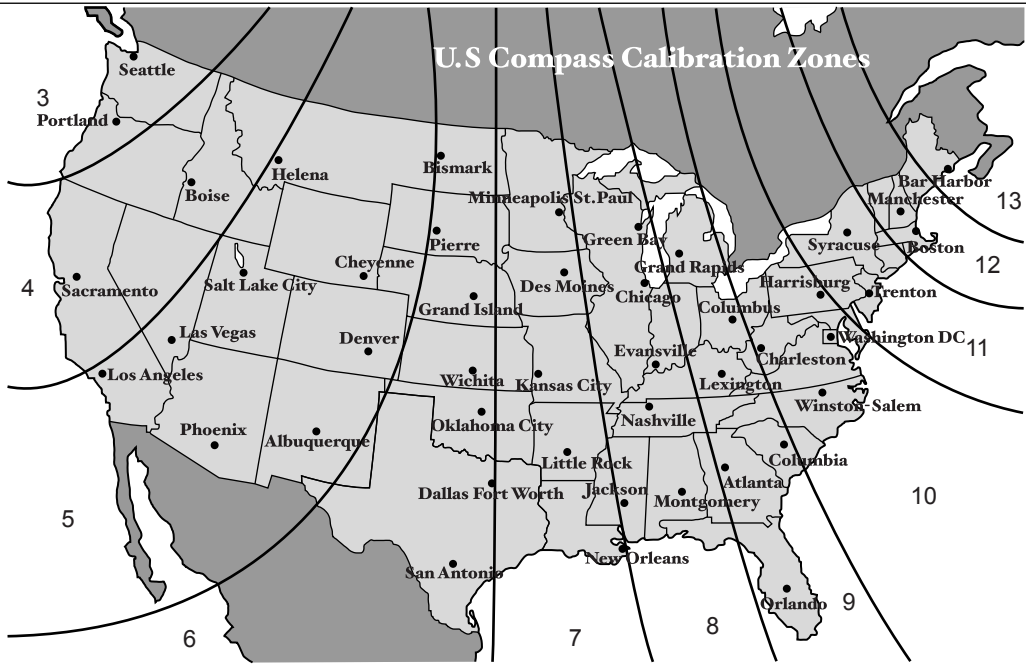 U.S Compass Calibration Zones
Seattle
3
Portland
Helena
Bismark
Boise
Bar Harbor
Manchester
13
Minneapolis St. Paul
Green Bay
Pierre
Syracuse
Boston
Cheyenne
Grand Rapids
12
4
Sacramento
Salt Lake City
Des Moines
Chicago
Harrisburg
Trenton
Grand Island
Columbus
Las Vegas
Denver
Washington DC
11
Evansville
Charleston
Los Angeles
Wichita
Kansas City
Lexington
Winston-Salem
Phoenix
Albuquerque
Oklahoma City
Nashville
Little Rock
Columbia
Dallas Fort Worth
Jackson
Atlanta
Montgomery
10
5
New Orleans
San Antonio
Orlando
9
6
7
8